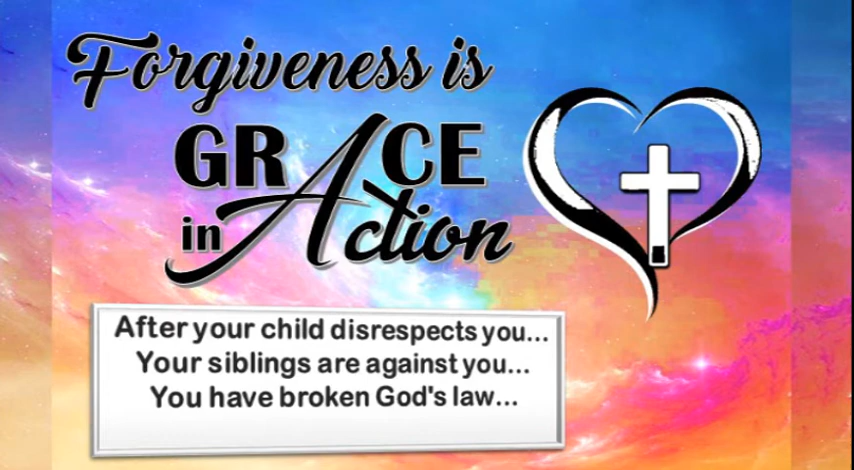 Forgiveness is
GRACE
in Action
After your child disrespects you...
Your siblings are against you...
You have broken God's law...